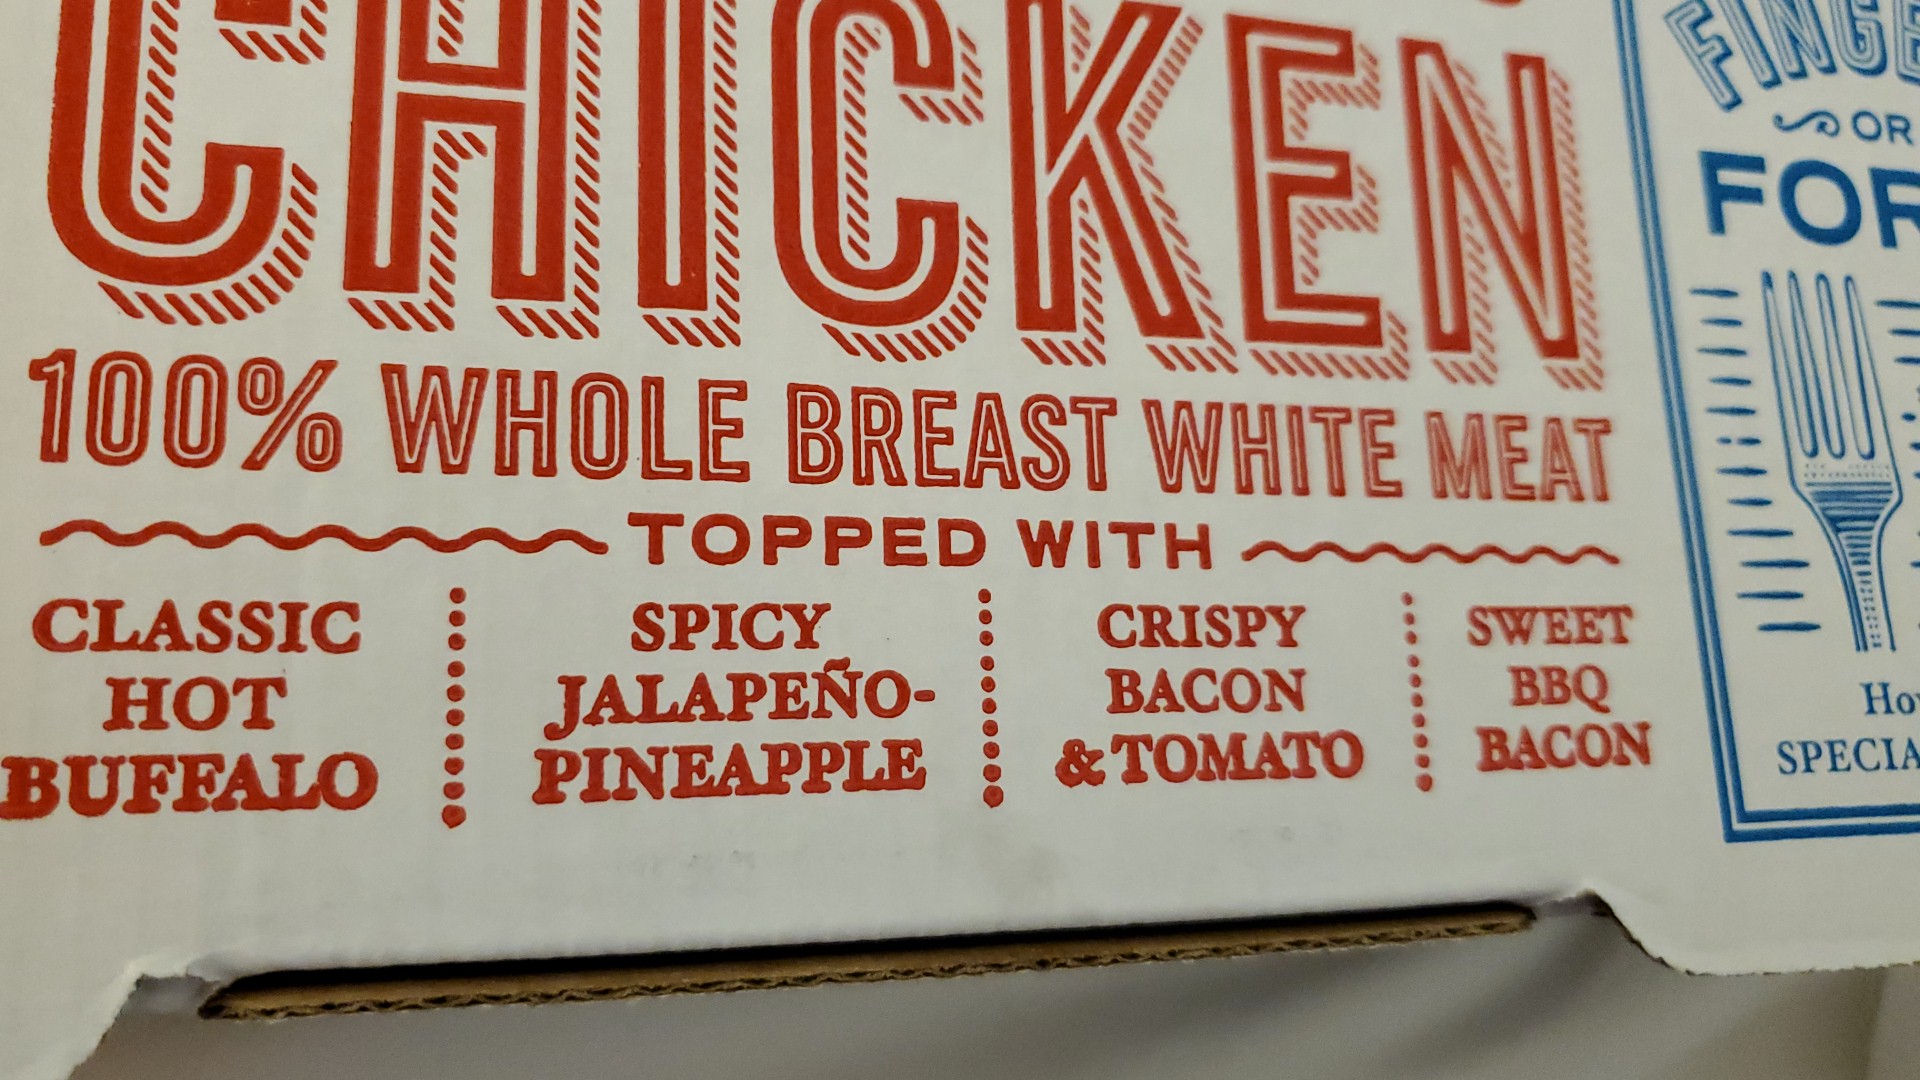 CHICKEN
100% WHOLE BREAST WHITE MEAT
TOPPED WITH
CLASSIC
HOT
BUFFALO
SPICY
JALAPEÑO-
PINEAPPLE
CRISPY
BACON
& TOMATO
SWEET
BBQ
BACON
OR